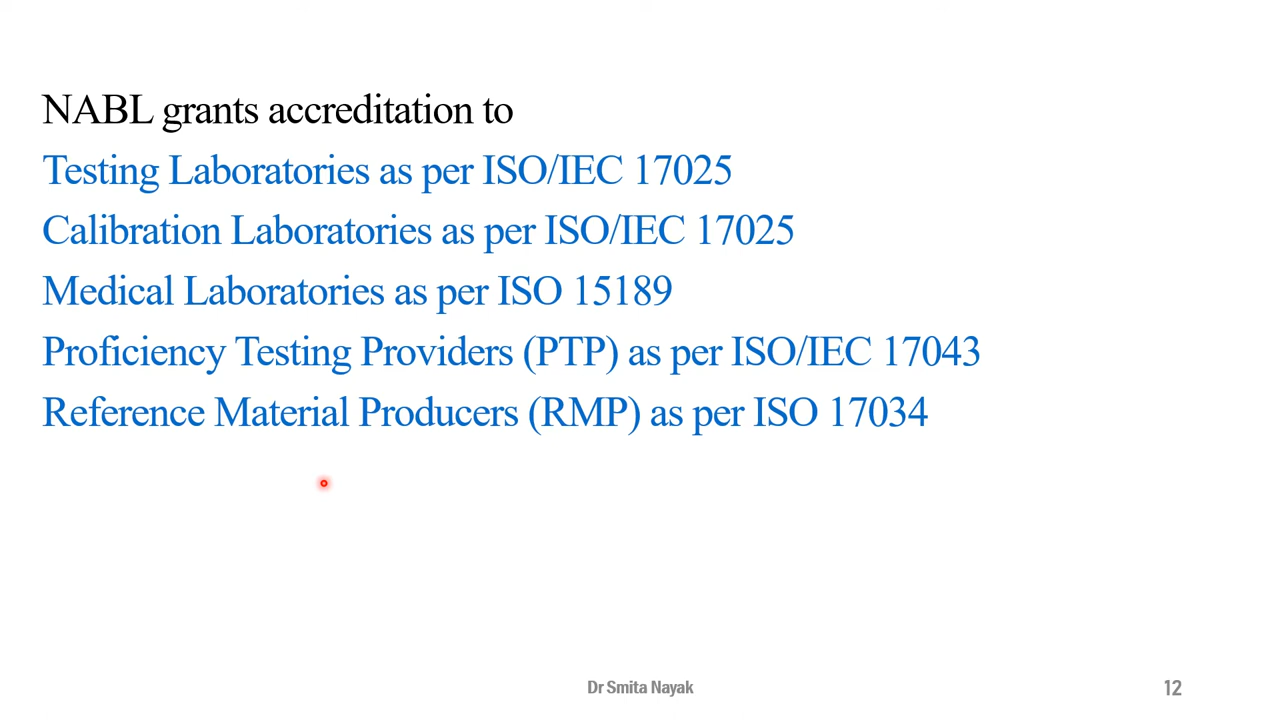 NABL grants accreditation to
Testing Laboratories as per ISO/IEC 17025
Calibration Laboratories as per ISO/IEC 17025
Medical Laboratories as per ISO 15189
Proficiency Testing Providers (PTP) as per ISO/IEC 17043
Reference Material Producers (RMP) as per ISO 17034
Dr Smita Nayak
12